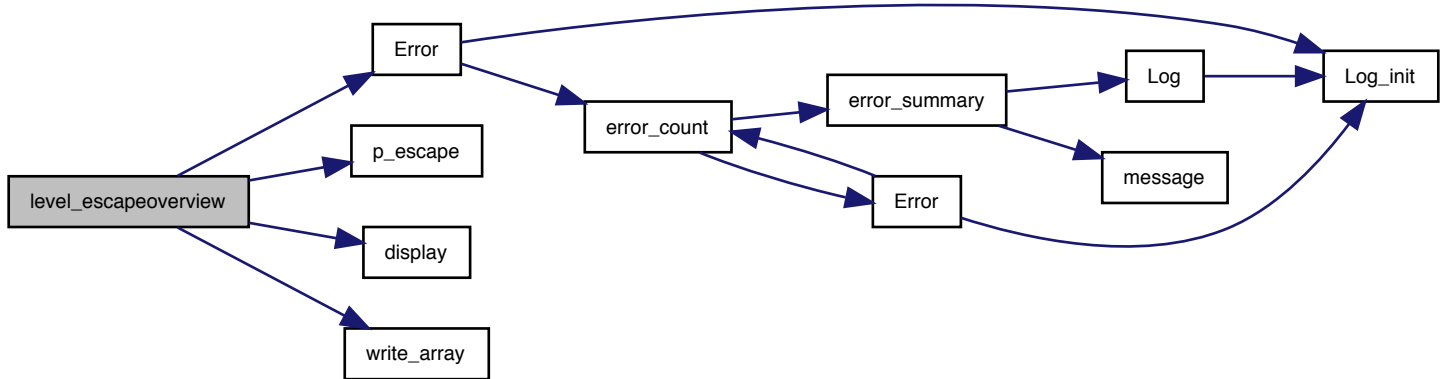 Error
Log
Log_init
error_summary
error_count
p_escape
message
level_escapeoverview
Error
display
write_array